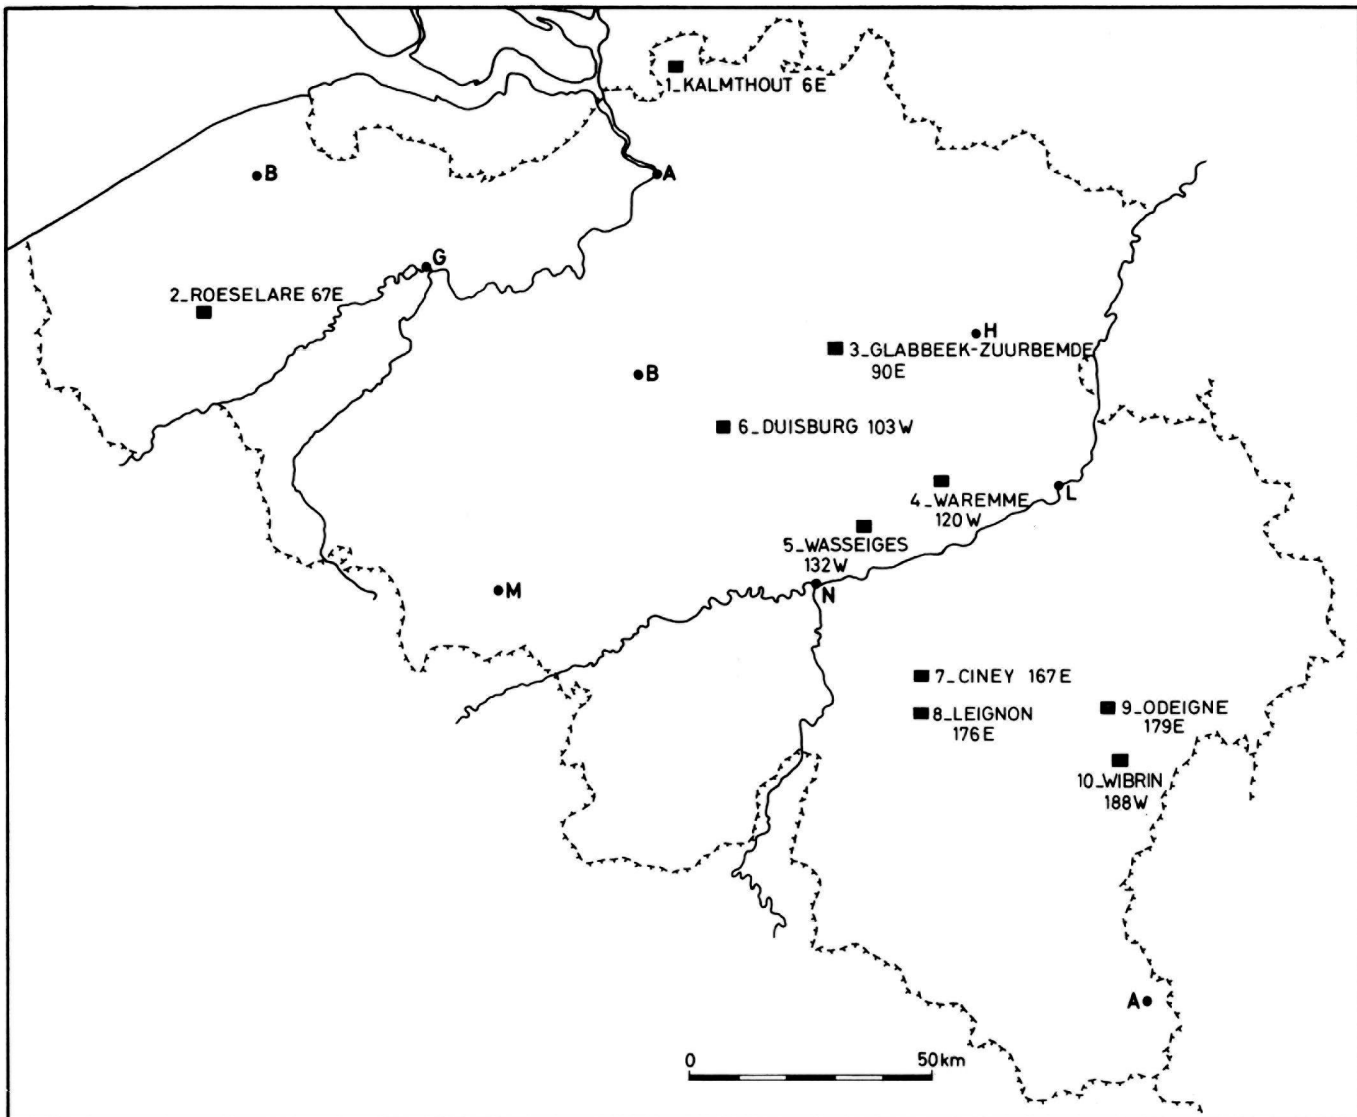 1_KALMTHOUT 6E
B
A
G
2_ROESELARE 67E
H
3_GLABBEEK-ZUURBEMDE
90E
B
6_DUISBURG 103W
L
4_WAREMME
120W
5_WASSEIGES
132W
N
M
7_CINEY 167E
8_LEIGNON
176E
9_ODEIGNE
179E
10_WIBRIN
188W
A
0 50km